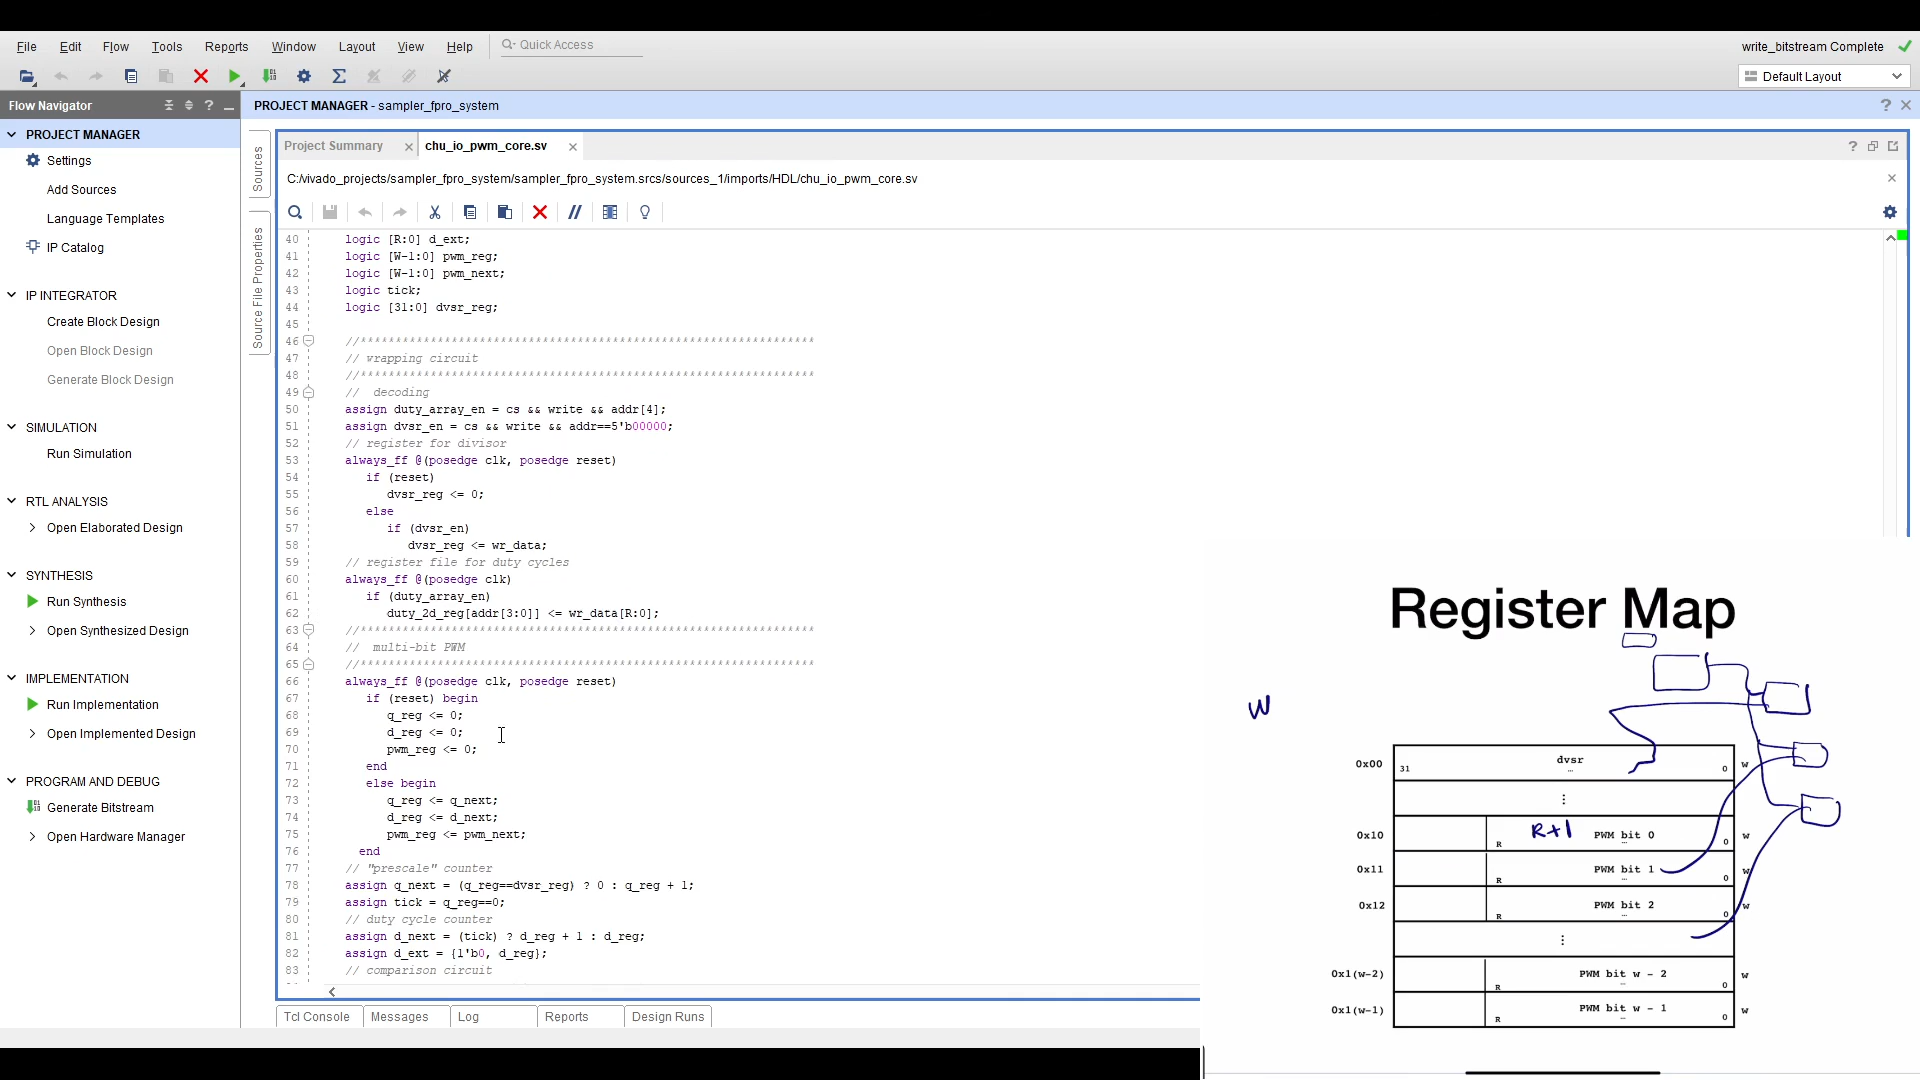 File Edit Flow Tools Reports Window Layout View Help Quick Access write_bitstream Complete
Default Layout
Flow Navigator
PROJECT MANAGER - sampler_fpro_system
PROJECT MANAGER
Settings
Add Sources
Language Templates
IP Catalog
IP INTEGRATOR
Create Block Design
Open Block Design
Generate Block Design
SIMULATION
Run Simulation
RTL ANALYSIS
Open Elaborated Design
SYNTHESIS
Run Synthesis
Open Synthesized Design
IMPLEMENTATION
Run Implementation
Open Implemented Design
PROGRAM AND DEBUG
Generate Bitstream
Open Hardware Manager
Sources
Source File Properties
Project Summary chu_io_pwm_core.sv
C:/vivado_projects/sampler_fpro_system/sampler_fpro_system.srcs/sources_1/imports/HDL/chu_io_pwm_core.sv
40 logic [R:0] d_ext;
41 logic [W-1:0] pwm_reg;
42 logic [W-1:0] pwm_next;
43 logic tick;
44 logic [31:0] dvsr_reg;
45
46 //*****************************************************************
47 // wrapping circuit
48 //*****************************************************************
49 // decoding
50 assign duty_array_en = cs && write && addr[4];
51 assign dvsr_en = cs && write && addr==5'b00000;
52 // register for divisor
53 always_ff @(posedge clk, posedge reset)
54 if (reset)
55 dvsr_reg <= 0;
56 else
57 if (dvsr_en)
58 dvsr_reg <= wr_data;
59 // register file for duty cycles
60 always_ff @(posedge clk)
61 if (duty_array_en)
62 duty_2d_reg[addr[3:0]] <= wr_data[R:0];
63 //*****************************************************************
64 // multi-bit PWM
65 //*****************************************************************
66 always_ff @(posedge clk, posedge reset)
67 if (reset) begin
68 q_reg <= 0;
69 d_reg <= 0;
70 pwm_reg <= 0;
71 end
72 else begin
73 q_reg <= q_next;
74 d_reg <= d_next;
75 pwm_reg <= pwm_next;
76 end
77 // "prescale" counter
78 assign q_next = (q_reg==dvsr_reg) ? 0 : q_reg + 1;
79 assign tick = q_reg==0;
80 // duty cycle counter
81 assign d_next = (tick) ? d_reg + 1 : d_reg;
82 assign d_ext = {1'b0, d_reg};
83 // comparison circuit
Tcl Console Messages Log Reports Design Runs
Register Map
W
0x00 31 dvsr ... 0 w
⋮
0x10 R R+1 PWM bit 0 ... 0 w
0x11 R PWM bit 1 ... 0 w
0x12 R PWM bit 2 ... 0 w
⋮
0x1(w-2) R PWM bit w - 2 ... 0 w
0x1(w-1) R PWM bit w - 1 ... 0 w